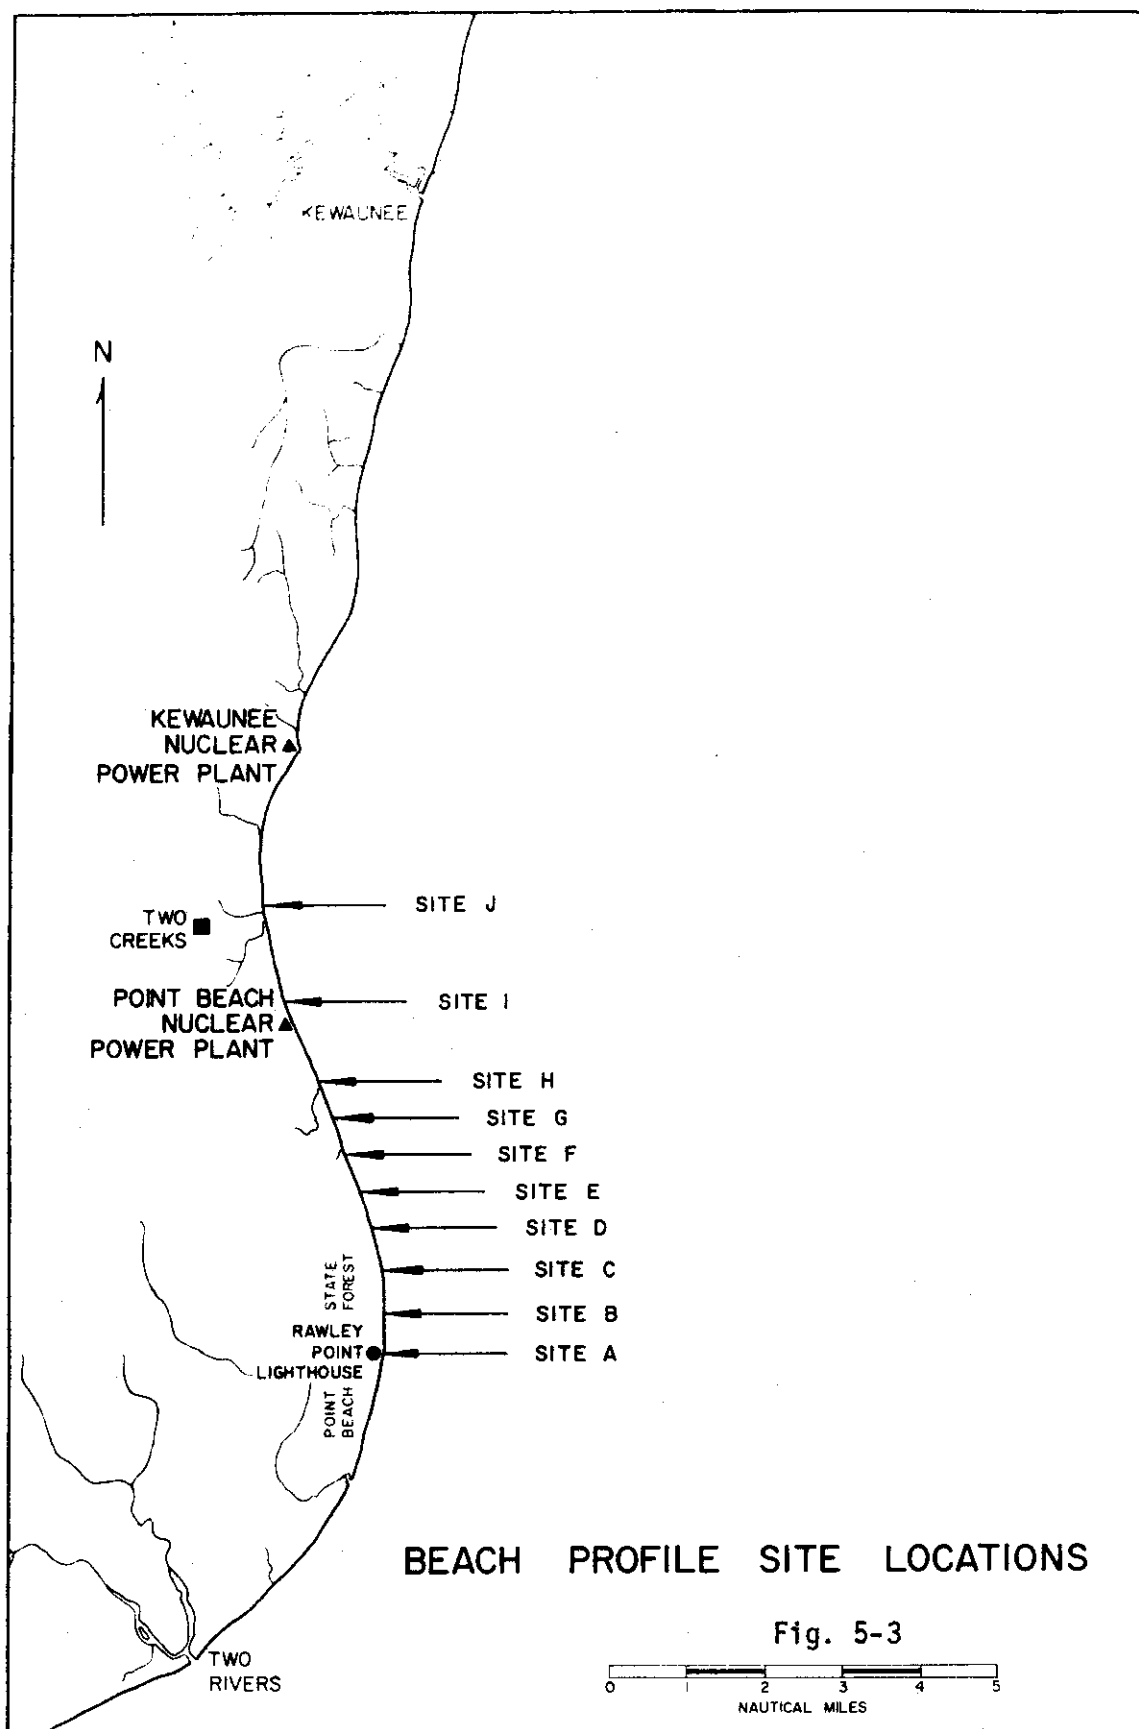 KEWAUNEE
N
KEWAUNEE
NUCLEAR
POWER PLANT
SITE J
TWO
CREEKS
POINT BEACH
NUCLEAR
POWER PLANT
SITE I
SITE H
SITE G
SITE F
SITE E
SITE D
SITE C
STATE
FOREST
SITE B
RAWLEY
POINT
LIGHTHOUSE
SITE A
POINT
BEACH
BEACH PROFILE SITE LOCATIONS
Fig. 5-3
TWO
RIVERS
0 1 2 3 4 5
NAUTICAL MILES